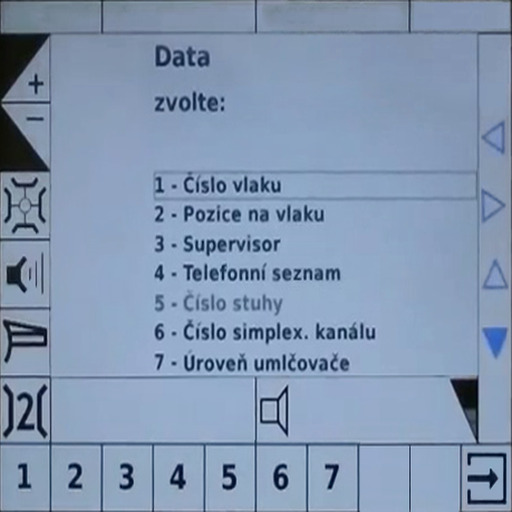 Data
zvolte:
+
−
1 - Číslo vlaku
2 - Pozice na vlaku
3 - Supervisor
4 - Telefonní seznam
5 - Číslo stuhy
6 - Číslo simplex. kanálu
7 - Úroveň umlčovače
)2(
1 2 3 4 5 6 7